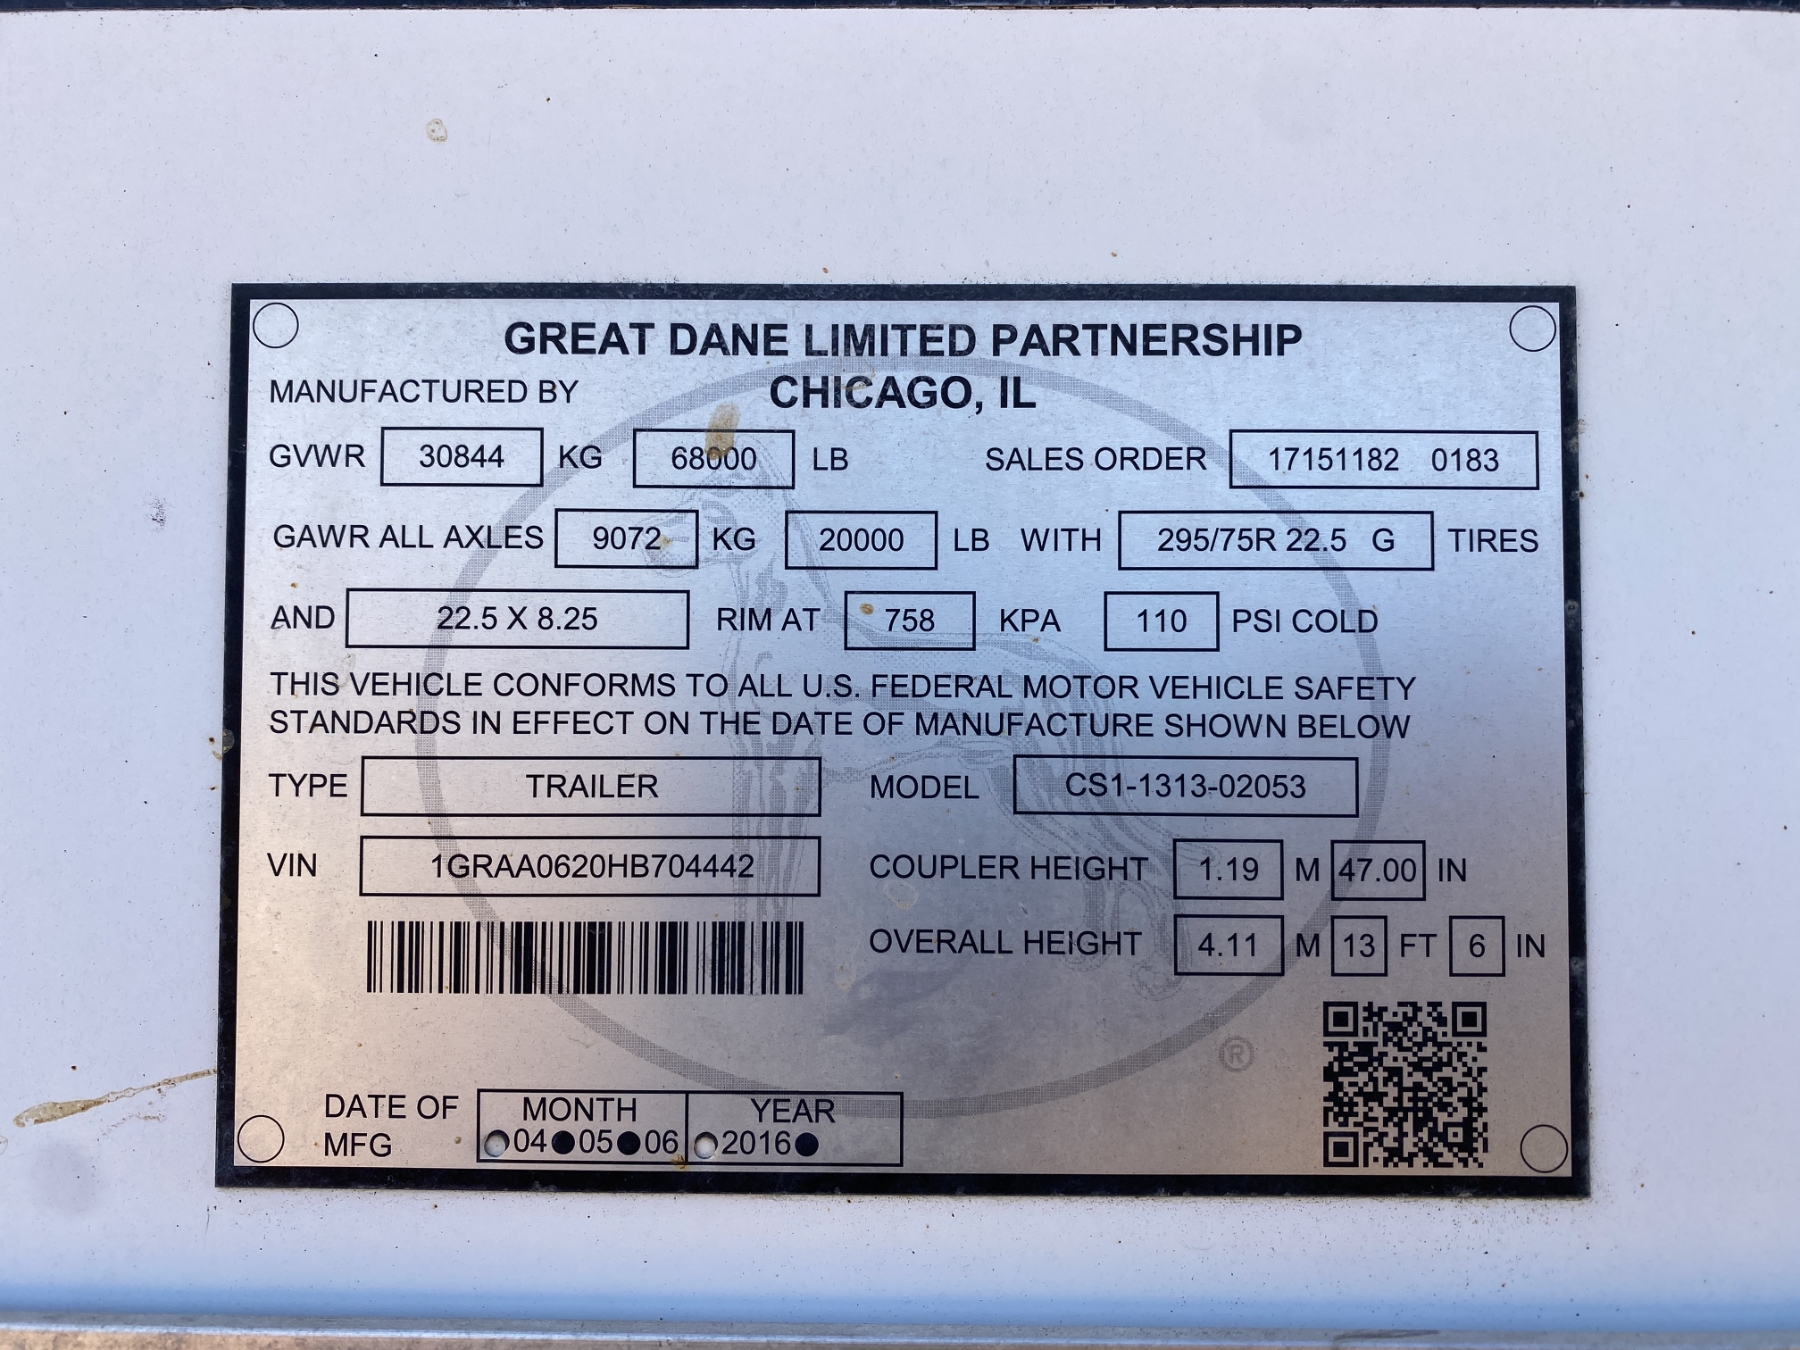 GREAT DANE LIMITED PARTNERSHIP
MANUFACTURED BY CHICAGO, IL
GVWR 30844 KG 68000 LB SALES ORDER 17151182 0183
GAWR ALL AXLES 9072 KG 20000 LB WITH 295/75R 22.5 G TIRES
AND 22.5 X 8.25 RIM AT 758 KPA 110 PSI COLD
THIS VEHICLE CONFORMS TO ALL U.S. FEDERAL MOTOR VEHICLE SAFETY
STANDARDS IN EFFECT ON THE DATE OF MANUFACTURE SHOWN BELOW
TYPE TRAILER MODEL CS1-1313-02053
VIN 1GRAA0620HB704442 COUPLER HEIGHT 1.19 M 47.00 IN
OVERALL HEIGHT 4.11 M 13 FT 6 IN
®
DATE OF MONTH YEAR
MFG 04 05 06 2016